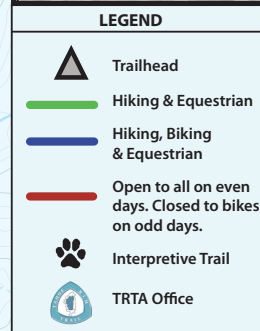 LEGEND
Trailhead
Hiking & Equestrian
Hiking, Biking
& Equestrian
Open to all on even
days. Closed to bikes
on odd days.
Interpretive Trail
TRTA Office